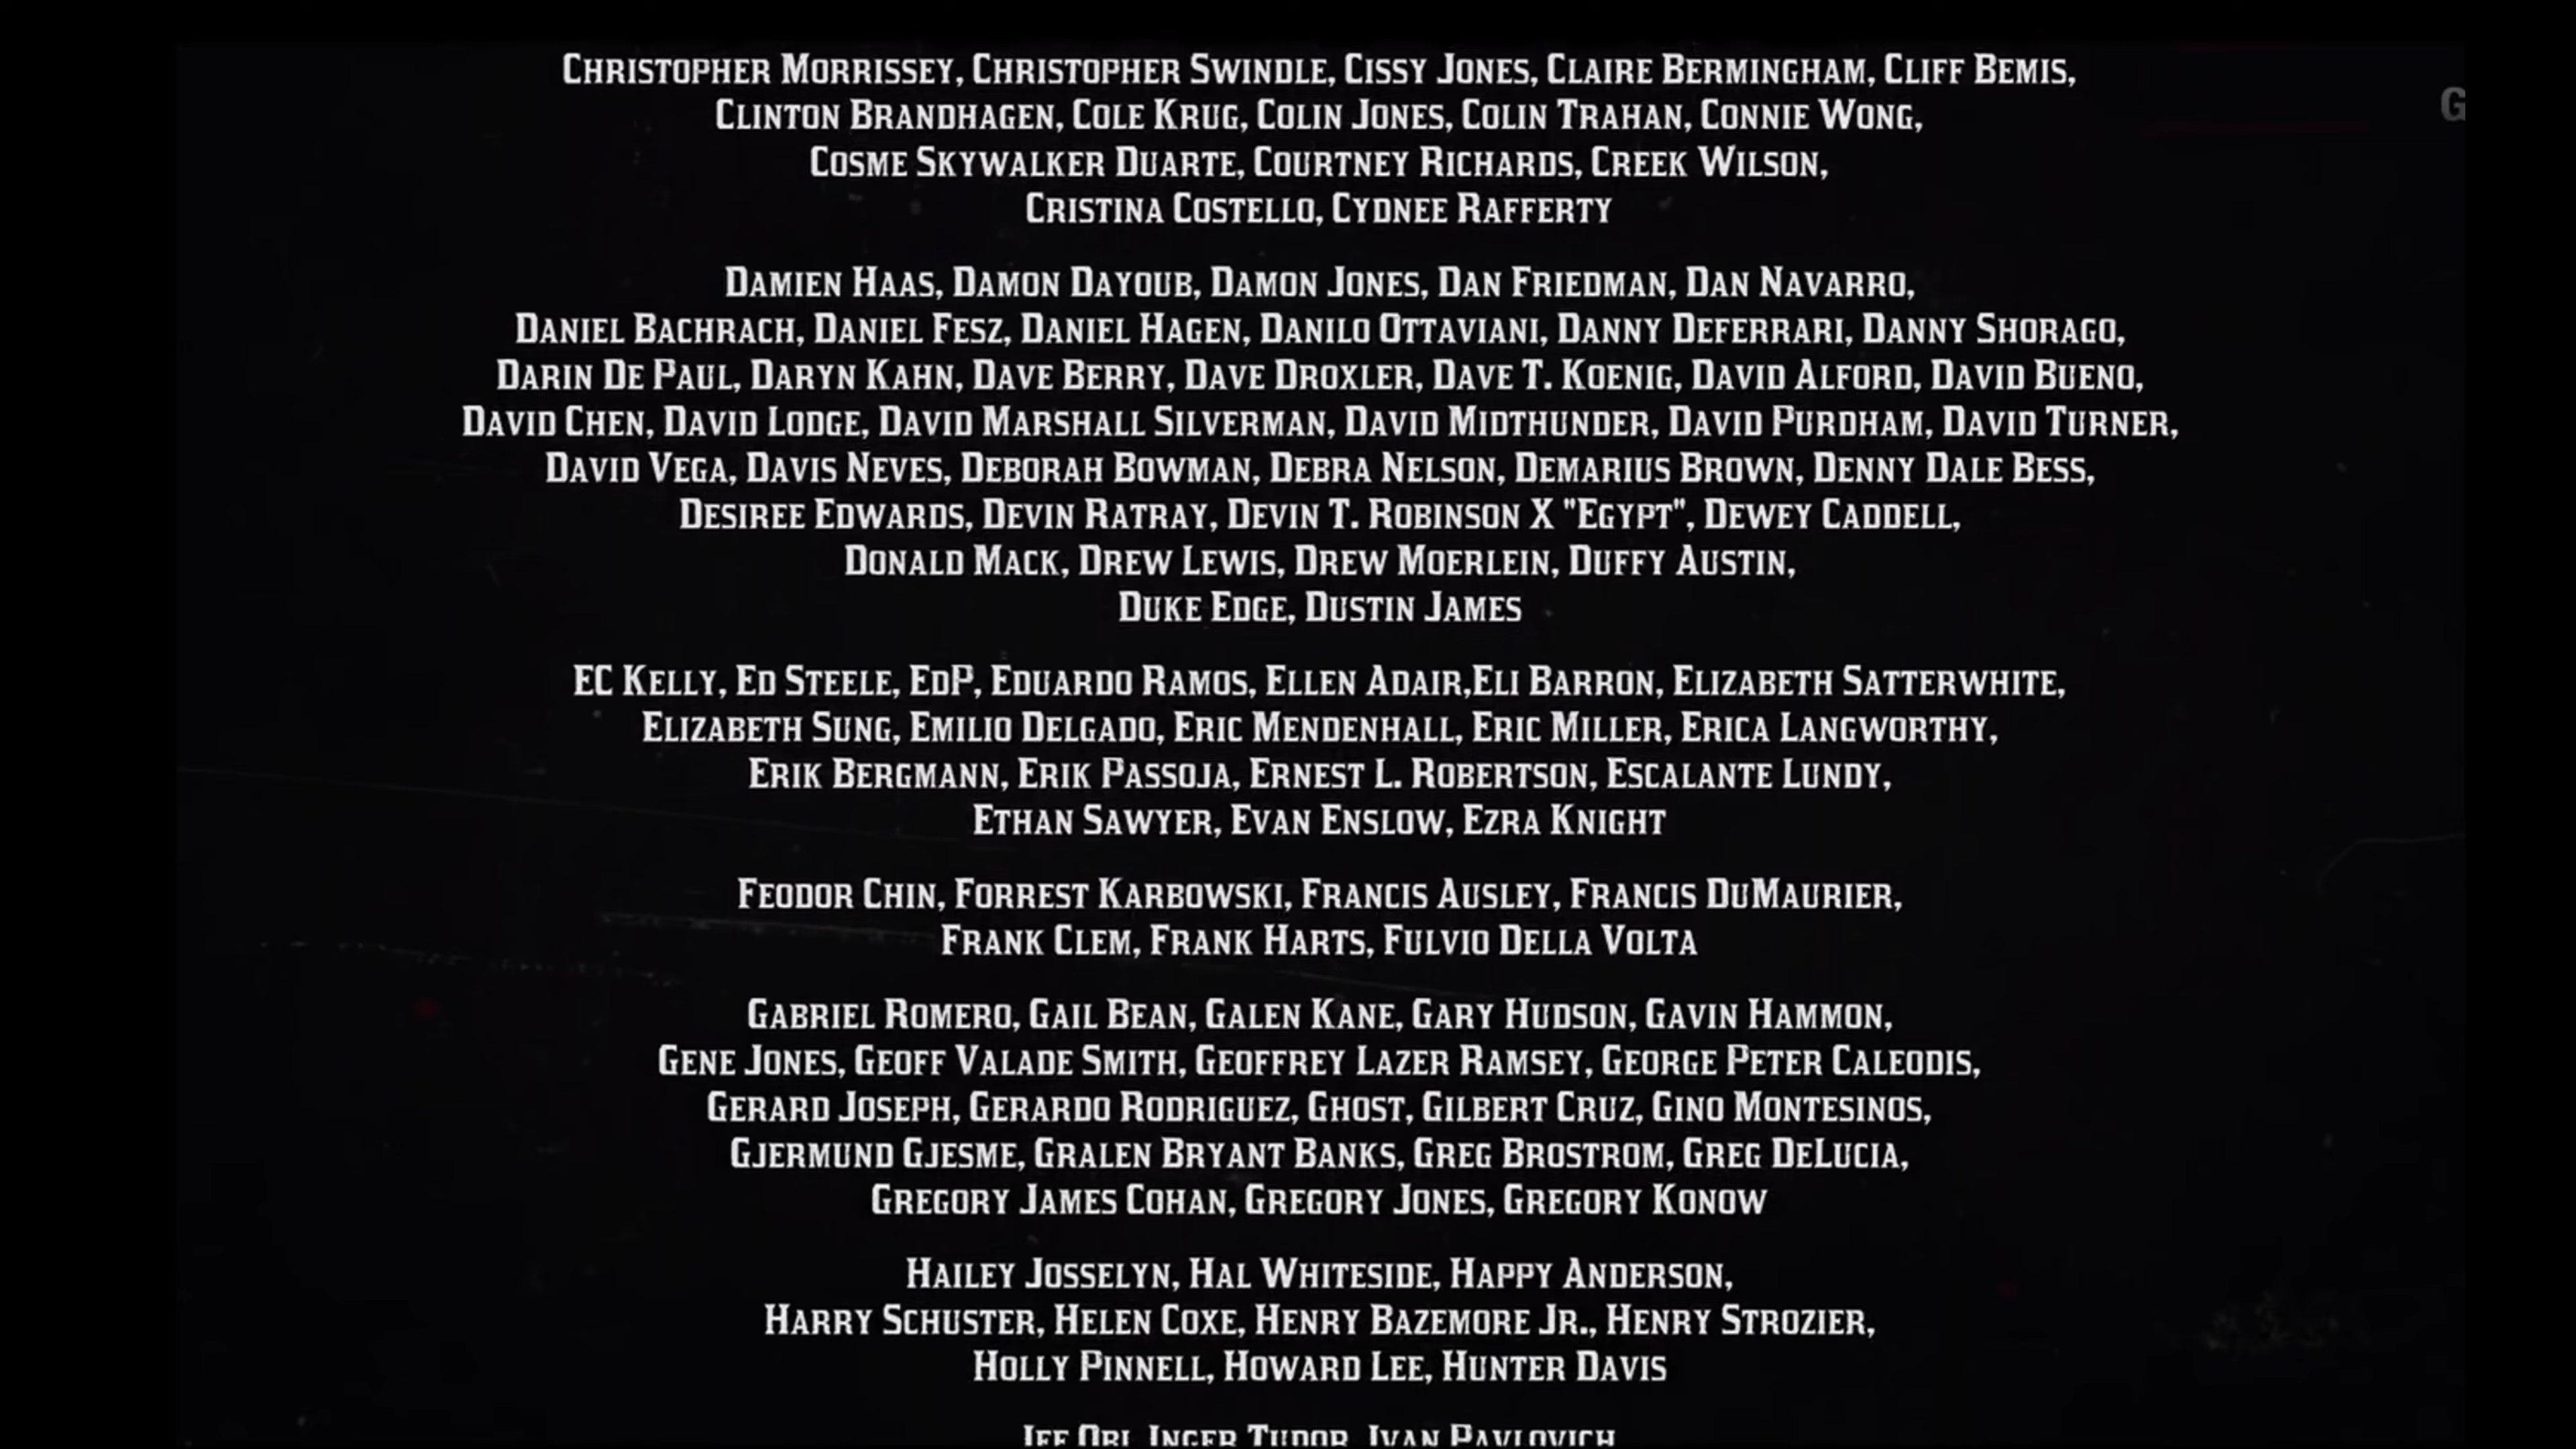 Christopher Morrissey, Christopher Swindle, Cissy Jones, Claire Bermingham, Cliff Bemis,
G
Clinton Brandhagen, Cole Krug, Colin Jones, Colin Trahan, Connie Wong,
Cosme Skywalker Duarte, Courtney Richards, Creek Wilson,
Cristina Costello, Cydnee Rafferty
Damien Haas, Damon Dayoub, Damon Jones, Dan Friedman, Dan Navarro,
Daniel Bachrach, Daniel Fesz, Daniel Hagen, Danilo Ottaviani, Danny Deferrari, Danny Shorago,
Darin De Paul, Daryn Kahn, Dave Berry, Dave Droxler, Dave T. Koenig, David Alford, David Bueno,
David Chen, David Lodge, David Marshall Silverman, David Midthunder, David Purdham, David Turner,
David Vega, Davis Neves, Deborah Bowman, Debra Nelson, Demarius Brown, Denny Dale Bess,
Desiree Edwards, Devin Ratray, Devin T. Robinson X "Egypt", Dewey Caddell,
Donald Mack, Drew Lewis, Drew Moerlein, Duffy Austin,
Duke Edge, Dustin James
EC Kelly, Ed Steele, EdP, Eduardo Ramos, Ellen Adair,Eli Barron, Elizabeth Satterwhite,
Elizabeth Sung, Emilio Delgado, Eric Mendenhall, Eric Miller, Erica Langworthy,
Erik Bergmann, Erik Passoja, Ernest L. Robertson, Escalante Lundy,
Ethan Sawyer, Evan Enslow, Ezra Knight
Feodor Chin, Forrest Karbowski, Francis Ausley, Francis DuMaurier,
Frank Clem, Frank Harts, Fulvio Della Volta
Gabriel Romero, Gail Bean, Galen Kane, Gary Hudson, Gavin Hammon,
Gene Jones, Geoff Valade Smith, Geoffrey Lazer Ramsey, George Peter Caleodis,
Gerard Joseph, Gerardo Rodriguez, Ghost, Gilbert Cruz, Gino Montesinos,
Gjermund Gjesme, Gralen Bryant Banks, Greg Brostrom, Greg DeLucia,
Gregory James Cohan, Gregory Jones, Gregory Konow
Hailey Josselyn, Hal Whiteside, Happy Anderson,
Harry Schuster, Helen Coxe, Henry Bazemore Jr., Henry Strozier,
Holly Pinnell, Howard Lee, Hunter Davis
Inger Tudor, Ivan Pavlovich